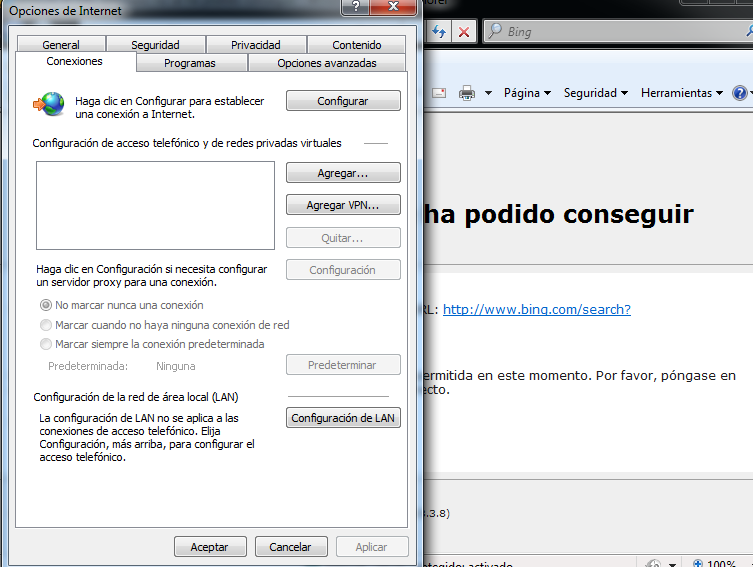 Opciones de Internet
General
Seguridad
Privacidad
Contenido
Conexiones
Programas
Opciones avanzadas
Haga clic en Configurar para establecer
una conexión a Internet.
Configurar
Configuración de acceso telefónico y de redes privadas virtuales
Agregar...
Agregar VPN...
Quitar...
Haga clic en Configuración si necesita configurar
un servidor proxy para una conexión.
Configuración
No marcar nunca una conexión
Marcar cuando no haya ninguna conexión de red
Marcar siempre la conexión predeterminada
Predeterminada: Ninguna
Predeterminar
Configuración de la red de área local (LAN)
La configuración de LAN no se aplica a las
conexiones de acceso telefónico. Elija
Configuración, más arriba, para configurar el
acceso telefónico.
Configuración de LAN
Aceptar
Cancelar
Aplicar
Bing
Página
Seguridad
Herramientas
ha podido conseguir
RL: http://www.bing.com/search?
ermitida en este momento. Por favor, póngase en
ecto.
.3.8)
tegido: activado
100%